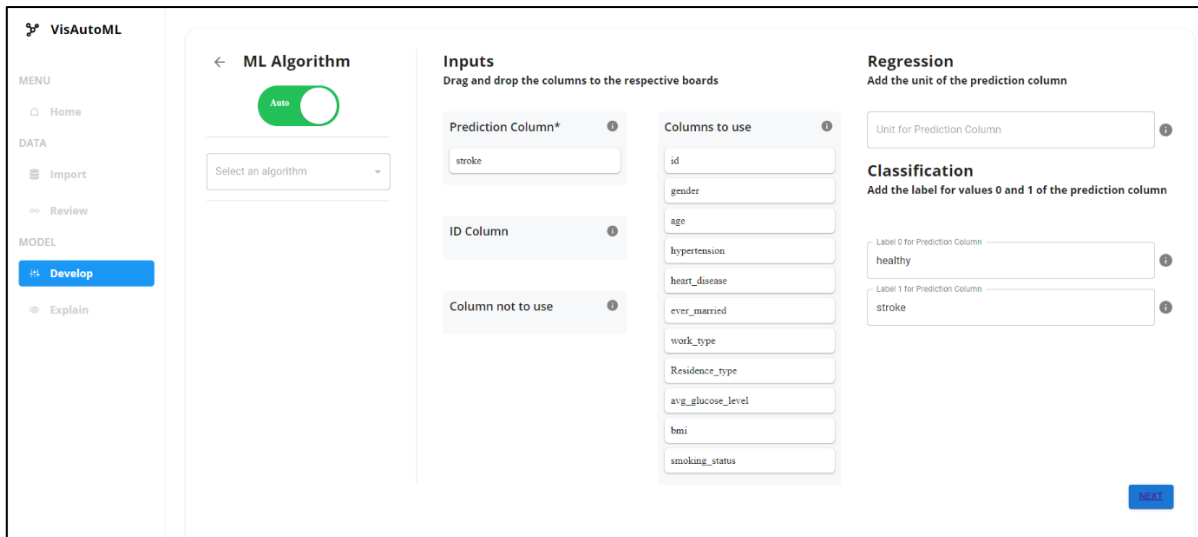 VisAutoML
MENU
Home
DATA
Import
Review
MODEL
Develop
Explain
ML Algorithm
Auto
Select an algorithm
Inputs
Drag and drop the columns to the respective boards
Prediction Column*
stroke
ID Column
Column not to use
Columns to use
id
gender
age
hypertension
heart_disease
ever_married
work_type
Residence_type
avg_glucose_level
bmi
smoking_status
Regression
Add the unit of the prediction column
Unit for Prediction Column
Classification
Add the label for values 0 and 1 of the prediction column
Label 0 for Prediction Column
healthy
Label 1 for Prediction Column
stroke
NEXT